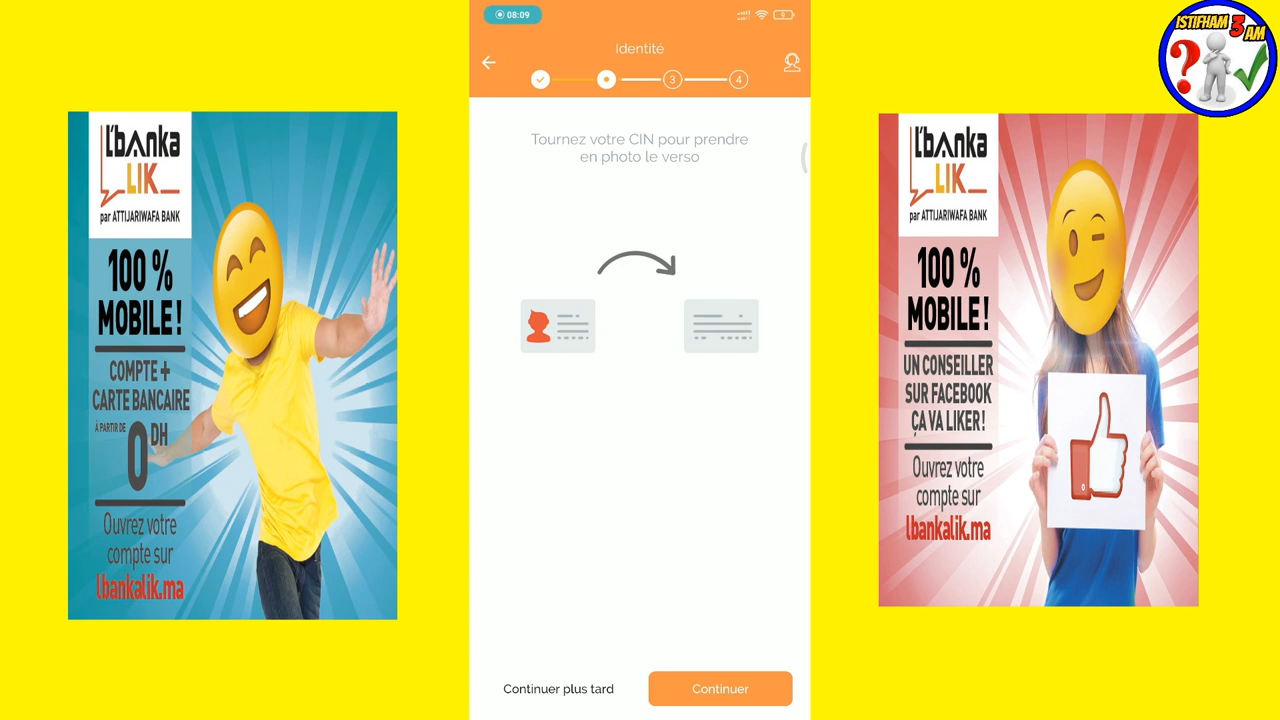 L'bAnka
LIK
par ATTIJARIWAFA BANK
100 %
MOBILE !
COMPTE +
CARTE BANCAIRE
À PARTIR DE
0 DH
Ouvrez votre
compte sur
lbankalik.ma
08:09
Identité
3 4
Tournez votre CIN pour prendre
en photo le verso
Continuer plus tard
Continuer
L'bAnka
LIK
par ATTIJARIWAFA BANK
100 %
MOBILE !
UN CONSEILLER
SUR FACEBOOK
ÇA VA LIKER !
Ouvrez votre
compte sur
lbankalik.ma
ISTIFHAM 3 AM